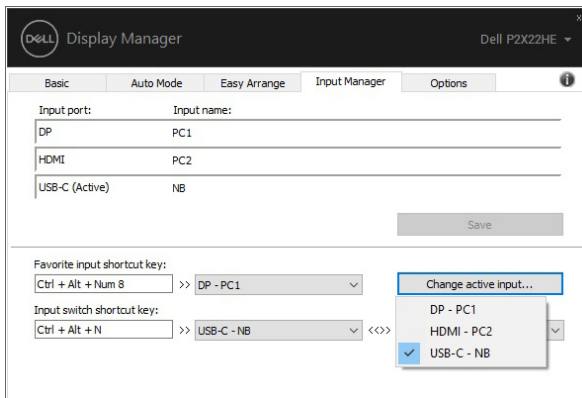 DELL Display Manager Dell P2X22HE
Basic Auto Mode Easy Arrange Input Manager Options
Input port: Input name:
DP PC1
HDMI PC2
USB-C (Active) NB
Save
Favorite input shortcut key:
Ctrl + Alt + Num 8 >> DP - PC1 Change active input...
Input switch shortcut key:
Ctrl + Alt + N >> USB-C - NB <<>>
DP - PC1
HDMI - PC2
USB-C - NB